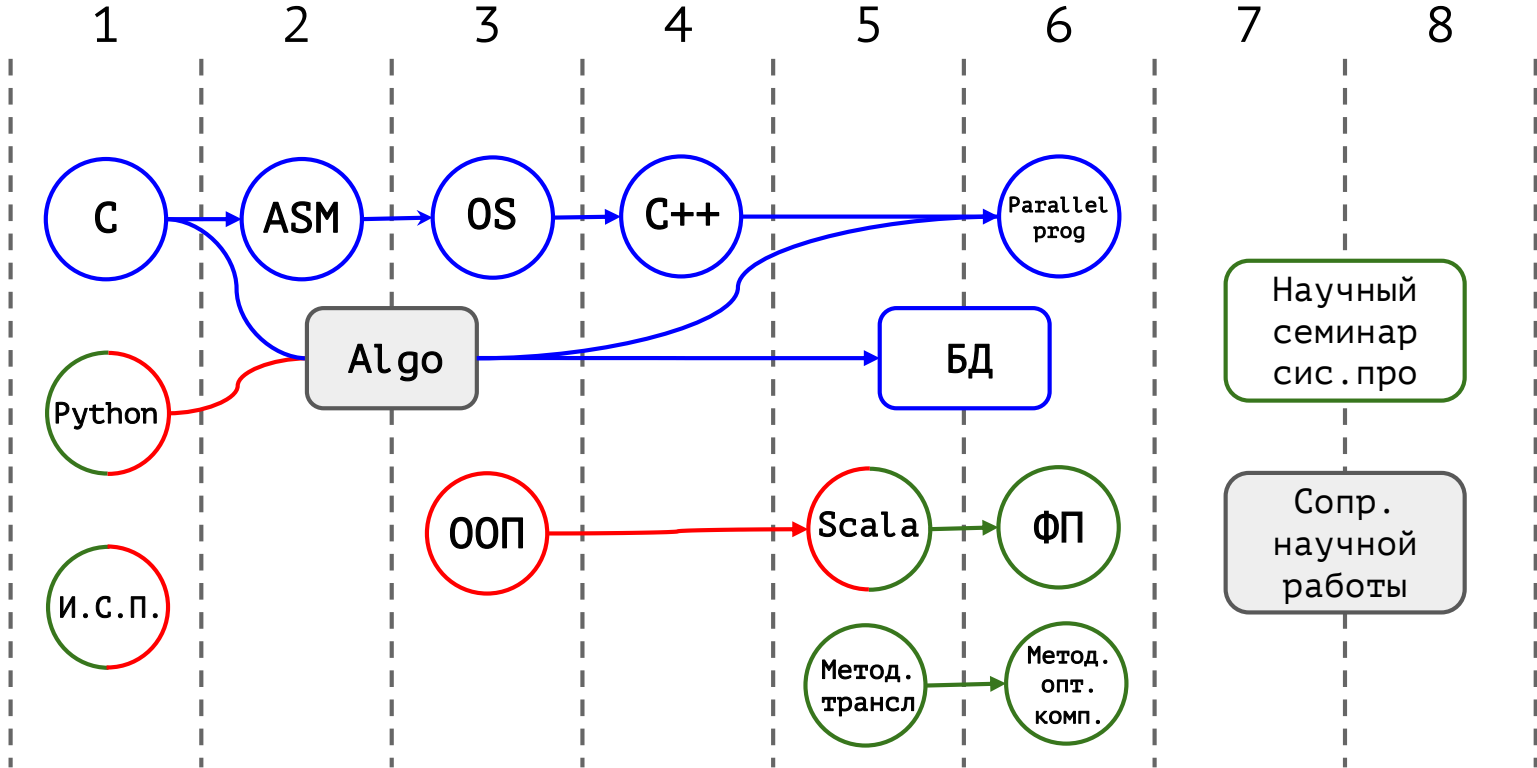 1 2 3 4 5 6 7 8
C ASM OS C++ Parallel
prog
Algo БД
Python
ООП Scala ФП
И.С.П.
Метод.
трансл
Метод.
опт.
комп.
Научный
семинар
сис.про
Сопр.
научной
работы